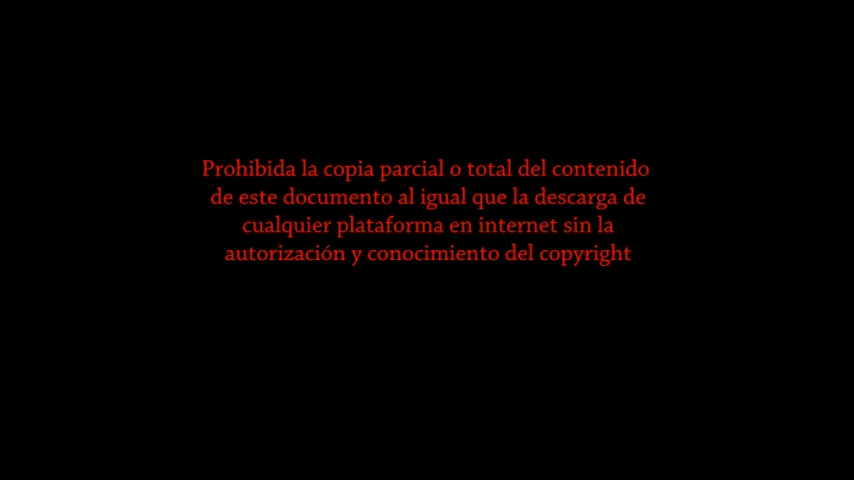 Prohibida la copia parcial o total del contenido
de este documento al igual que la descarga de
cualquier plataforma en internet sin la
autorización y conocimiento del copyright